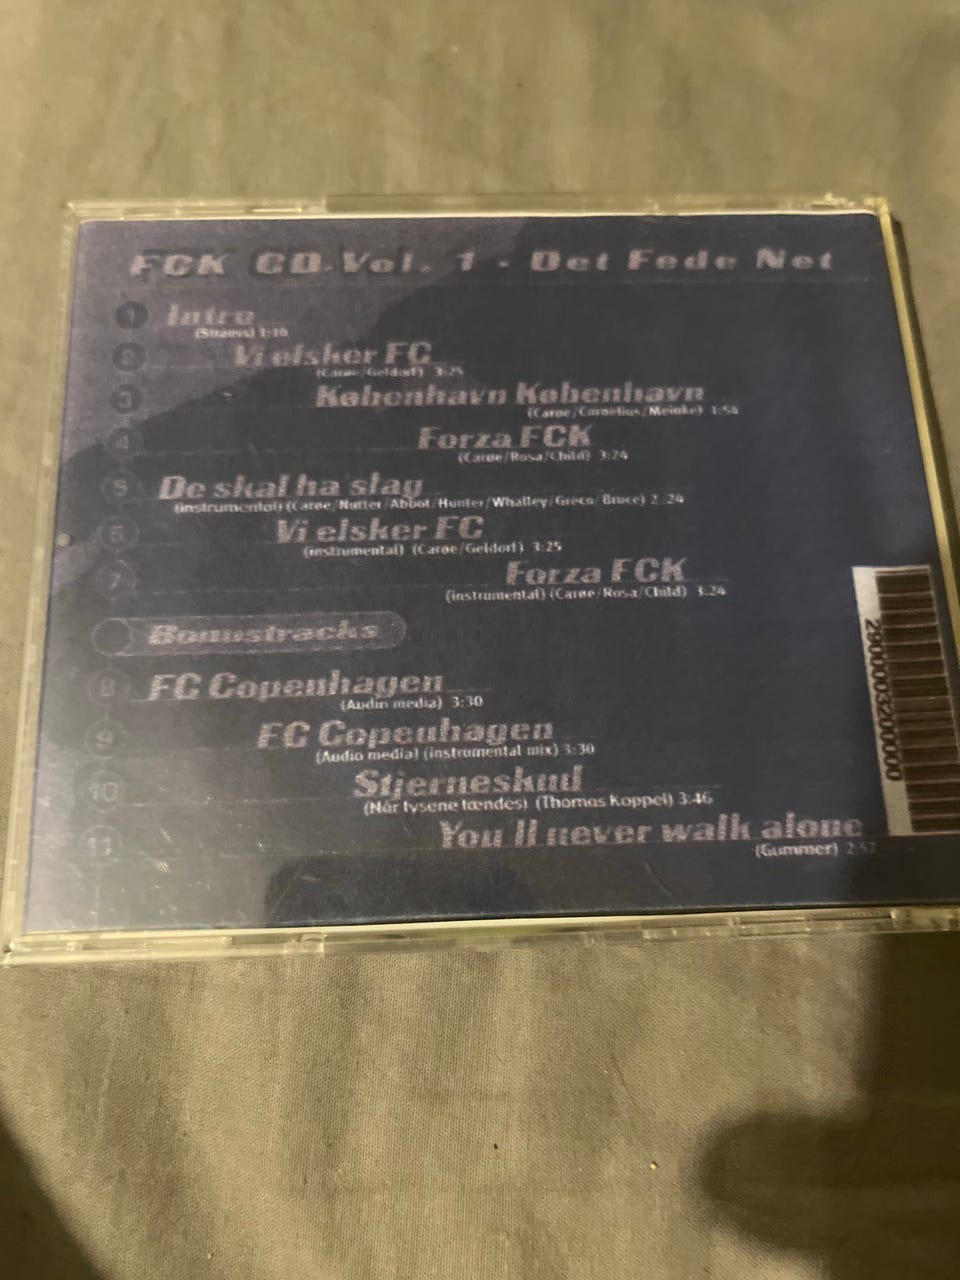 FCK CD Vol. 1 - Det Fede Net
1 Intro
(Strauss) 1:16
2 Vi elsker FC
(Carøe/Geldorf) 3:25
3 København København
(Carøe/Cornelius/Meinke) 1:54
4 Forza FCK
(Carøe/Rosa/Child) 3:24
5 De skal ha slag
(instrumental) (Carøe/Nutter/Abbot/Hunter/Whalley/Greco/Bruce) 2:24
6 Vi elsker FC
(instrumental) (Carøe/Geldorf) 3:25
7 Forza FCK
(instrumental) (Carøe/Rosa/Child) 3:24
Bonustracks
8 FC Copenhagen
(Audio media) 3:30
9 FC Copenhagen
(Audio media) (instrumental mix) 3:30
10 Stjerneskud
(Når lysene tændes) (Thomas Koppel) 3:46
11 You'll never walk alone
(Gummer) 2:57